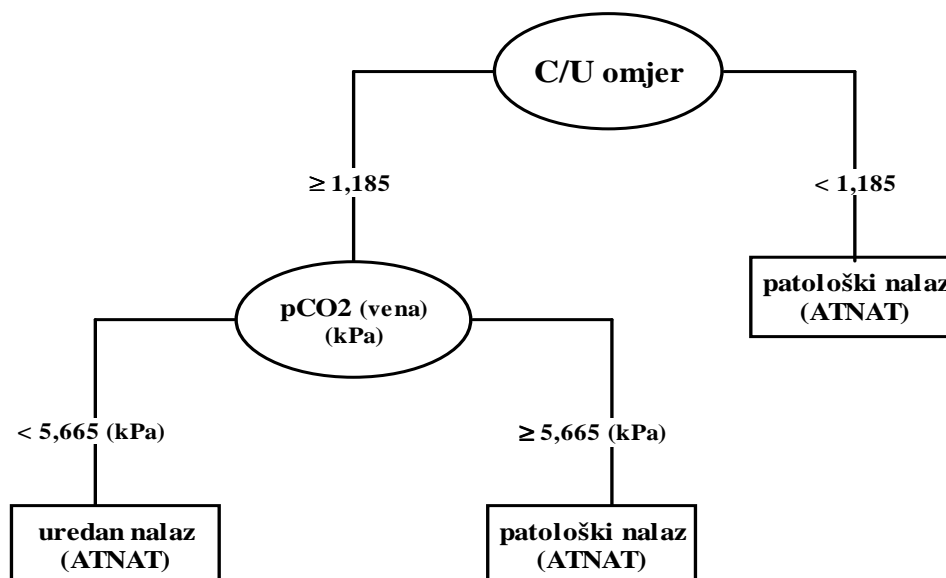 C/U omjer
≥ 1,185
< 1,185
patološki nalaz
(ATNAT)
pCO2 (vena)
(kPa)
< 5,665 (kPa)
≥ 5,665 (kPa)
uredan nalaz
(ATNAT)
patološki nalaz
(ATNAT)